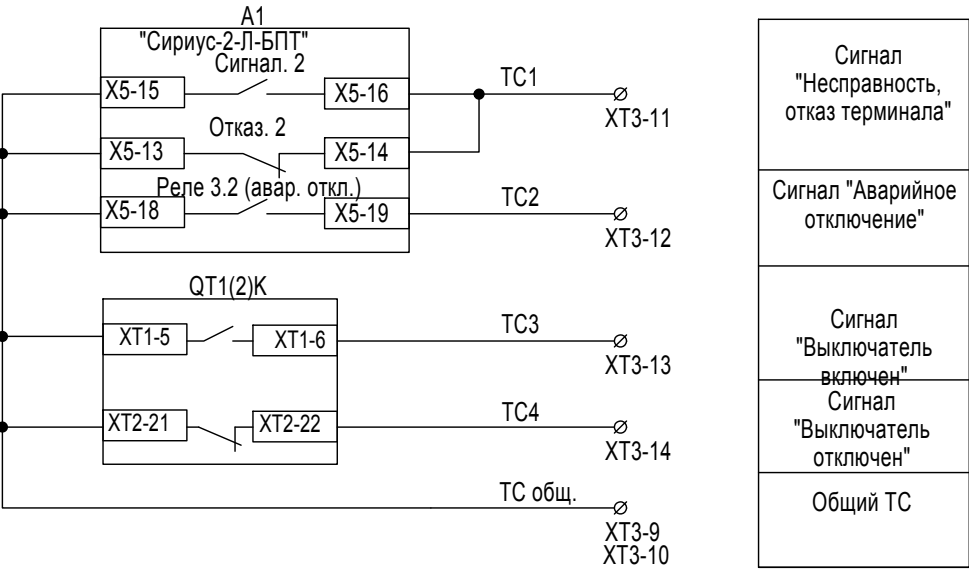 А1
"Сириус-2-Л-БПТ"
Сигнал. 2
Х5-15
Х5-16
ТС1
ХТ3-11
Отказ. 2
Х5-13
Х5-14
Реле 3.2 (авар. откл.)
Х5-18
Х5-19
ТС2
ХТ3-12
QT1(2)K
ХТ1-5
ХТ1-6
ТС3
ХТ3-13
ХТ2-21
ХТ2-22
ТС4
ХТ3-14
ТС общ.
ХТ3-9
ХТ3-10
Сигнал
"Несправность,
отказ терминала"
Сигнал "Аварийное
отключение"
Сигнал
"Выключатель
включен"
Сигнал
"Выключатель
отключен"
Общий ТС